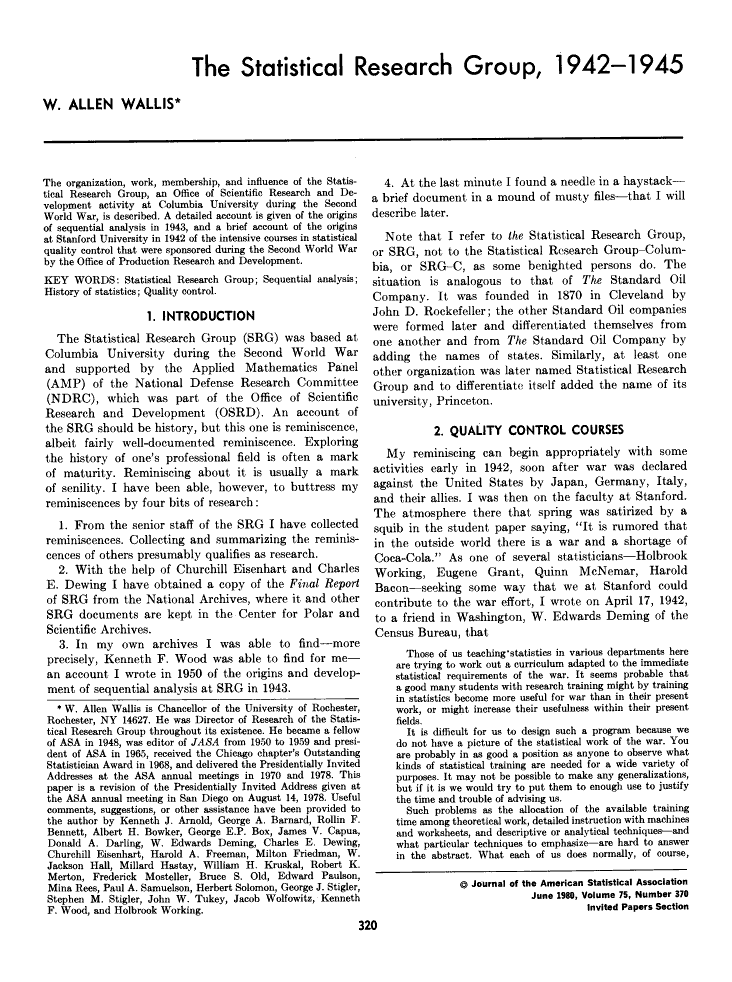 The Statistical Research Group, 1942–1945
W. ALLEN WALLIS*
The organization, work, membership, and influence of the Statis-
tical Research Group, an Office of Scientific Research and De-
velopment activity at Columbia University during the Second
World War, is described. A detailed account is given of the origins
of sequential analysis in 1943, and a brief account of the origins
at Stanford University in 1942 of the intensive courses in statistical
quality control that were sponsored during the Second World War
by the Office of Production Research and Development.
KEY WORDS: Statistical Research Group; Sequential analysis;
History of statistics; Quality control.
1. INTRODUCTION
The Statistical Research Group (SRG) was based at
Columbia University during the Second World War
and supported by the Applied Mathematics Panel
(AMP) of the National Defense Research Committee
(NDRC), which was part of the Office of Scientific
Research and Development (OSRD). An account of
the SRG should be history, but this one is reminiscence,
albeit fairly well-documented reminiscence. Exploring
the history of one's professional field is often a mark
of maturity. Reminiscing about it is usually a mark
of senility. I have been able, however, to buttress my
reminiscences by four bits of research:
1. From the senior staff of the SRG I have collected
reminiscences. Collecting and summarizing the reminis-
cences of others presumably qualifies as research.
2. With the help of Churchill Eisenhart and Charles
E. Dewing I have obtained a copy of the Final Report
of SRG from the National Archives, where it and other
SRG documents are kept in the Center for Polar and
Scientific Archives.
3. In my own archives I was able to find—more
precisely, Kenneth F. Wood was able to find for me—
an account I wrote in 1950 of the origins and develop-
ment of sequential analysis at SRG in 1943.
* W. Allen Wallis is Chancellor of the University of Rochester,
Rochester, NY 14627. He was Director of Research of the Statis-
tical Research Group throughout its existence. He became a fellow
of ASA in 1948, was editor of JASA from 1950 to 1959 and presi-
dent of ASA in 1965, received the Chicago chapter's Outstanding
Statistician Award in 1968, and delivered the Presidentially Invited
Addresses at the ASA annual meetings in 1970 and 1978. This
paper is a revision of the Presidentially Invited Address given at
the ASA annual meeting in San Diego on August 14, 1978. Useful
comments, suggestions, or other assistance have been provided to
the author by Kenneth J. Arnold, George A. Barnard, Rollin F.
Bennett, Albert H. Bowker, George E.P. Box, James V. Capua,
Donald A. Darling, W. Edwards Deming, Charles E. Dewing,
Churchill Eisenhart, Harold A. Freeman, Milton Friedman, W.
Jackson Hall, Millard Hastay, William H. Kruskal, Robert K.
Merton, Frederick Mosteller, Bruce S. Old, Edward Paulson,
Mina Rees, Paul A. Samuelson, Herbert Solomon, George J. Stigler,
Stephen M. Stigler, John W. Tukey, Jacob Wolfowitz, Kenneth
F. Wood, and Holbrook Working.
4. At the last minute I found a needle in a haystack—
a brief document in a mound of musty files—that I will
describe later.
Note that I refer to the Statistical Research Group,
or SRG, not to the Statistical Research Group–Colum-
bia, or SRG–C, as some benighted persons do. The
situation is analogous to that of The Standard Oil
Company. It was founded in 1870 in Cleveland by
John D. Rockefeller; the other Standard Oil companies
were formed later and differentiated themselves from
one another and from The Standard Oil Company by
adding the names of states. Similarly, at least one
other organization was later named Statistical Research
Group and to differentiate itself added the name of its
university, Princeton.
2. QUALITY CONTROL COURSES
My reminiscing can begin appropriately with some
activities early in 1942, soon after war was declared
against the United States by Japan, Germany, Italy,
and their allies. I was then on the faculty at Stanford.
The atmosphere there that spring was satirized by a
squib in the student paper saying, "It is rumored that
in the outside world there is a war and a shortage of
Coca-Cola." As one of several statisticians—Holbrook
Working, Eugene Grant, Quinn McNemar, Harold
Bacon—seeking some way that we at Stanford could
contribute to the war effort, I wrote on April 17, 1942,
to a friend in Washington, W. Edwards Deming of the
Census Bureau, that
Those of us teaching statistics in various departments here
are trying to work out a curriculum adapted to the immediate
statistical requirements of the war. It seems probable that
a good many students with research training might by training
in statistics become more useful for war than in their present
work, or might increase their usefulness within their present
fields.
It is difficult for us to design such a program because we
do not have a picture of the statistical work of the war. You
are probably in as good a position as anyone to observe what
kinds of statistical training are needed for a wide variety of
purposes. It may not be possible to make any generalizations,
but if it is we would try to put them to enough use to justify
the time and trouble of advising us.
Such problems as the allocation of the available training
time among theoretical work, detailed instruction with machines
and worksheets, and descriptive or analytical techniques—and
what particular techniques to emphasize—are hard to answer
in the abstract. What each of us does normally, of course,
© Journal of the American Statistical Association
June 1980, Volume 75, Number 370
Invited Papers Section
320